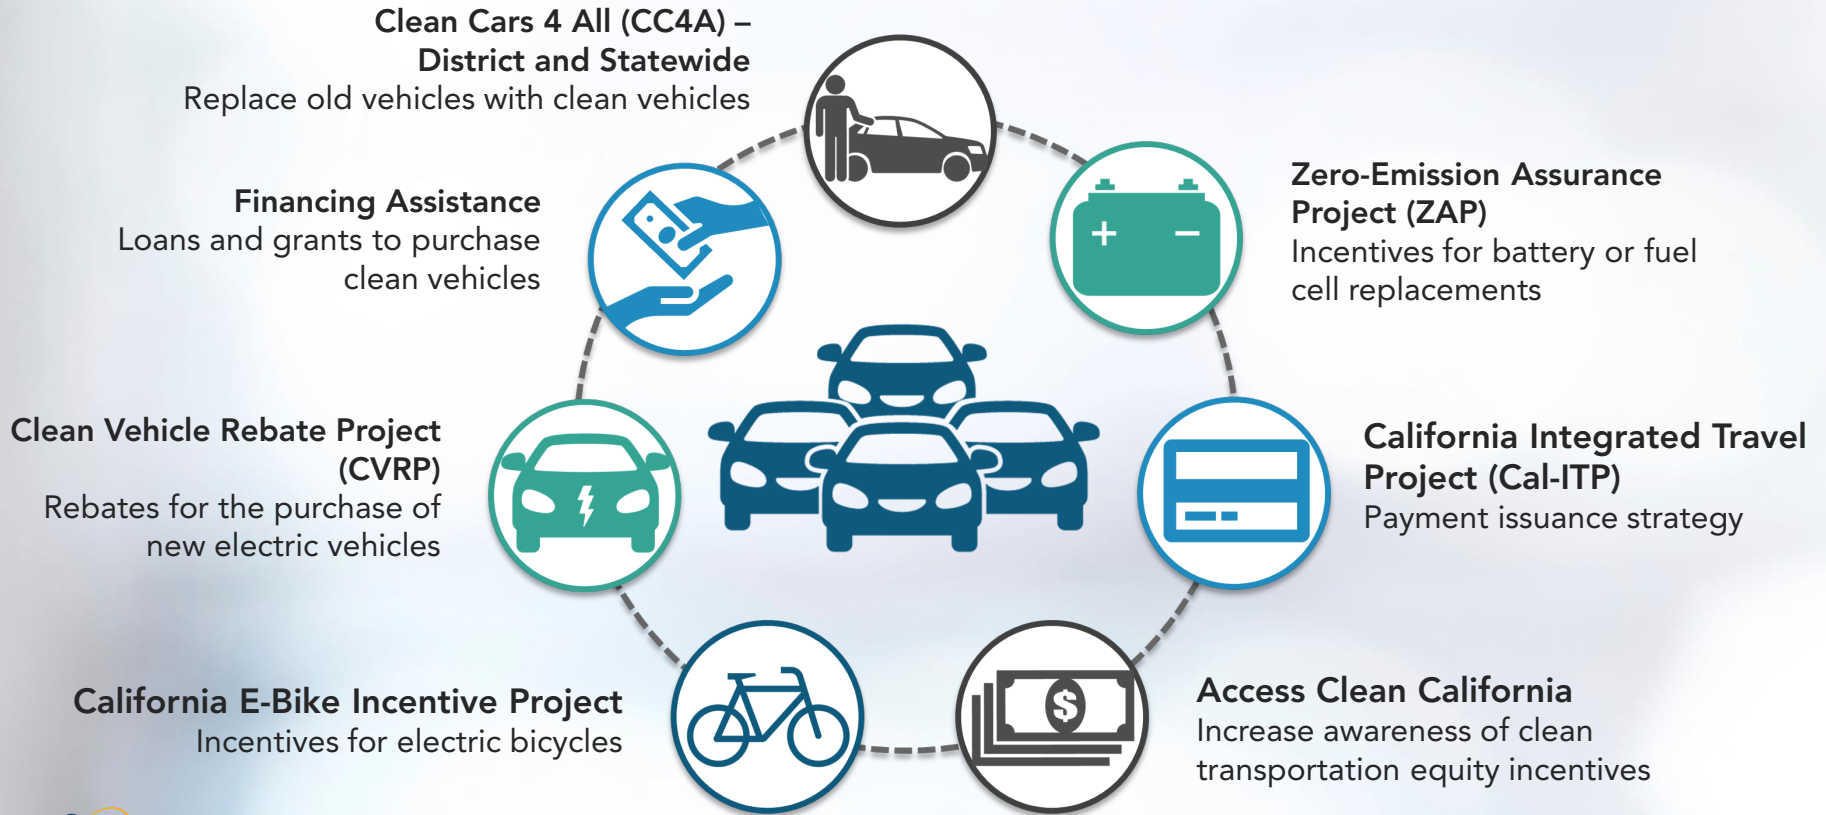 Clean Cars 4 All (CC4A) –
District and Statewide
Replace old vehicles with clean vehicles
Zero-Emission Assurance
Project (ZAP)
Incentives for battery or fuel
cell replacements
+ −
Financing Assistance
Loans and grants to purchase
clean vehicles
Clean Vehicle Rebate Project
(CVRP)
Rebates for the purchase of
new electric vehicles
California Integrated Travel
Project (Cal-ITP)
Payment issuance strategy
California E-Bike Incentive Project
Incentives for electric bicycles
$
Access Clean California
Increase awareness of clean
transportation equity incentives